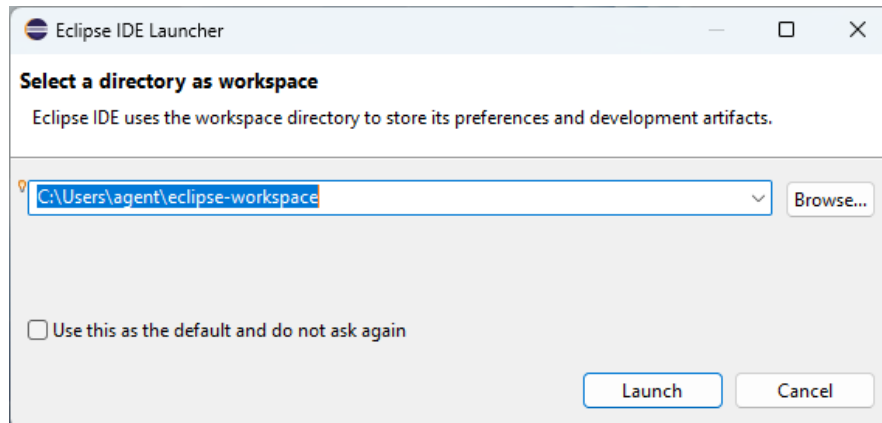 Eclipse IDE Launcher
Select a directory as workspace
Eclipse IDE uses the workspace directory to store its preferences and development artifacts.
C:\Users\agent\eclipse-workspace
Browse...
Use this as the default and do not ask again
Launch
Cancel